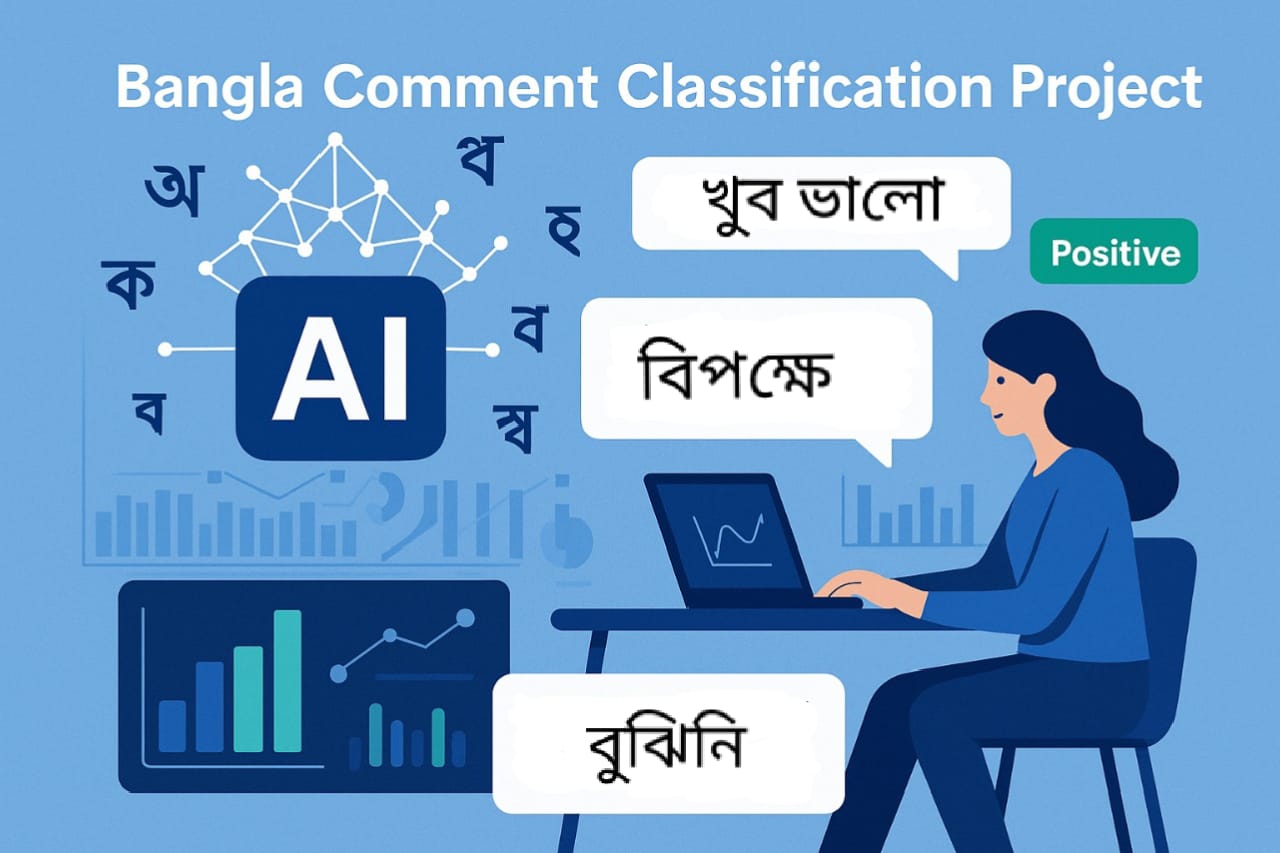 Bangla Comment Classification Project
অ
ক
ব
AI
খুব ভালো
Positive
বিপক্ষে
বুঝিনি